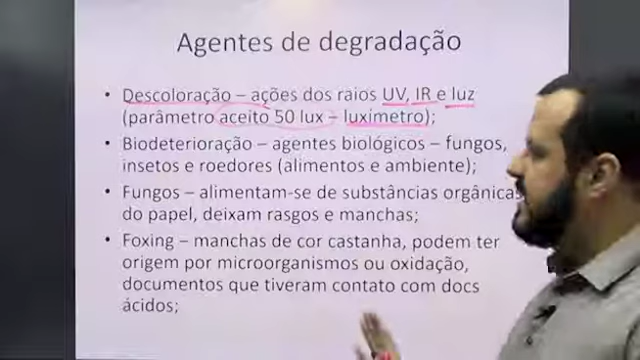 Agentes de degradação
• Descoloração – ações dos raios UV, IR e luz
(parâmetro aceito 50 lux – luxímetro);
• Biodeterioração – agentes biológicos – fungos,
insetos e roedores (alimentos e ambiente);
• Fungos – alimentam-se de substâncias orgânicas
do papel, deixam rasgos e manchas;
• Foxing – manchas de cor castanha, podem ter
origem por microorganismos ou oxidação,
documentos que tiveram contato com docs
ácidos;